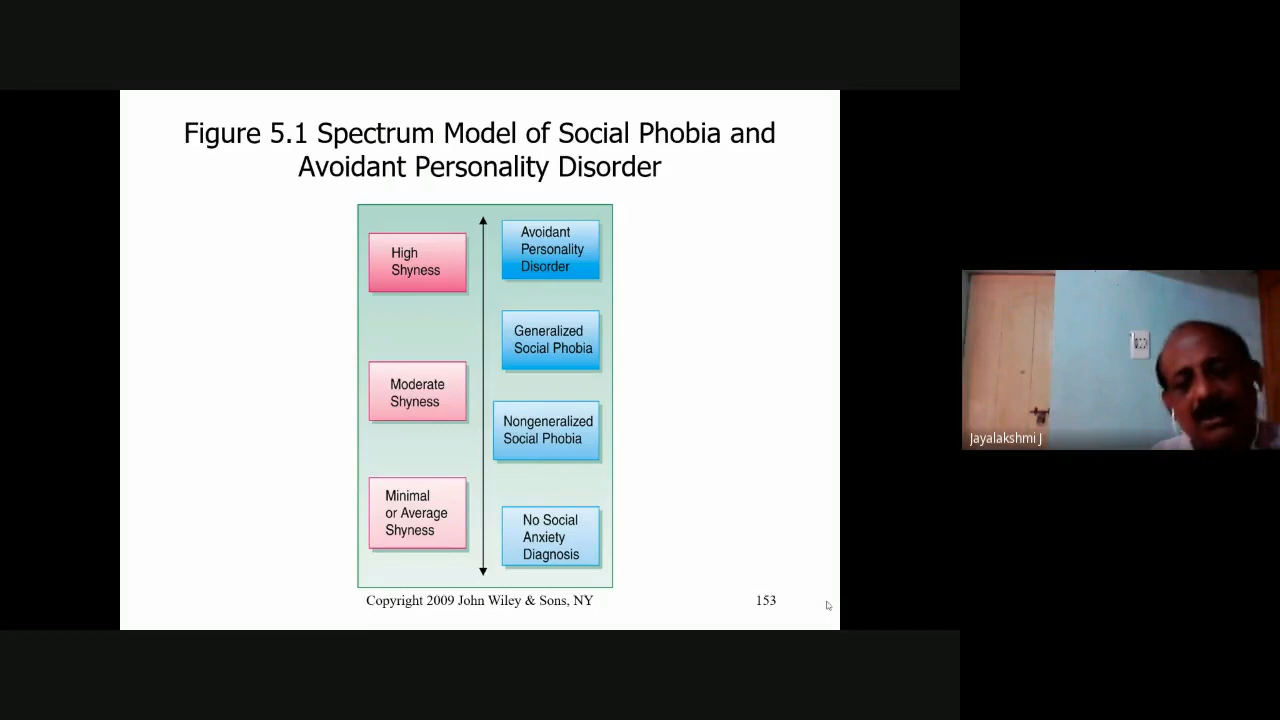 Figure 5.1 Spectrum Model of Social Phobia and
Avoidant Personality Disorder
High
Shyness
Moderate
Shyness
Minimal
or Average
Shyness
Avoidant
Personality
Disorder
Generalized
Social Phobia
Nongeneralized
Social Phobia
No Social
Anxiety
Diagnosis
Copyright 2009 John Wiley & Sons, NY
153
Jayalakshmi J